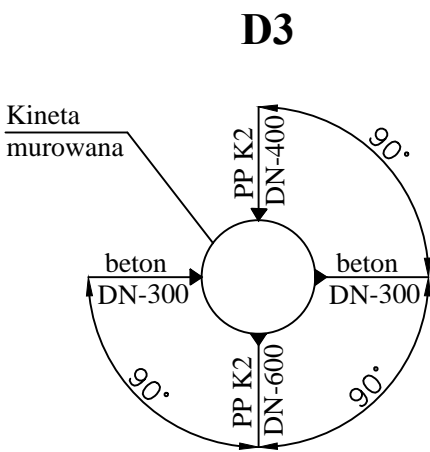 D3
Kineta
murowana
PP K2
DN-400
90°
beton
DN-300
beton
DN-300
90°
PP K2
DN-600
90°